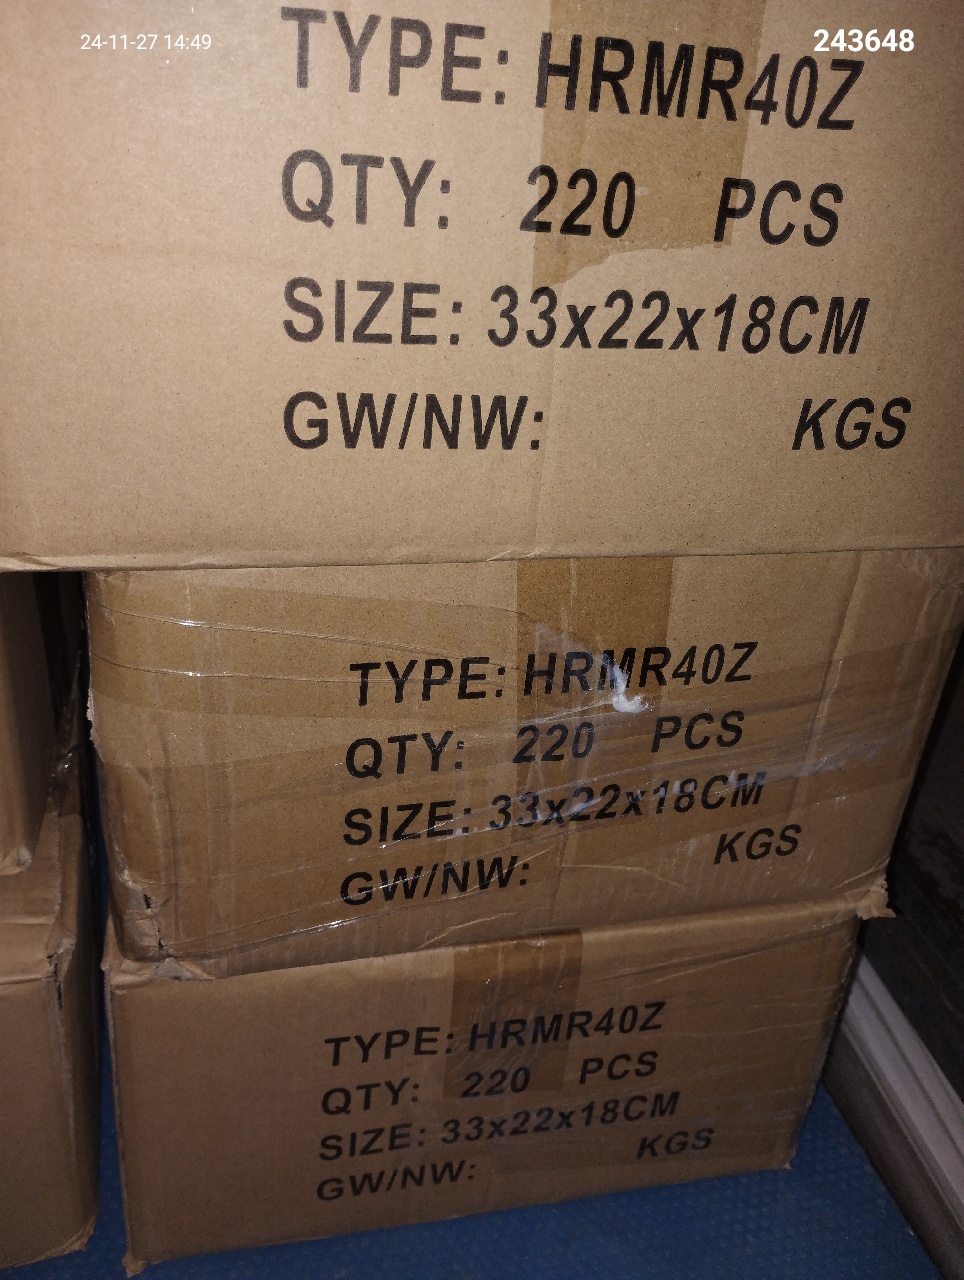 24-11-27 14:49
243648
TYPE: HRMR40Z
QTY: 220 PCS
SIZE: 33x22x18CM
GW/NW: KGS
TYPE: HRMR40Z
QTY: 220 PCS
SIZE: 33x22x18CM
GW/NW: KGS
TYPE: HRMR40Z
QTY: 220 PCS
SIZE: 33x22x18CM
GW/NW: KGS